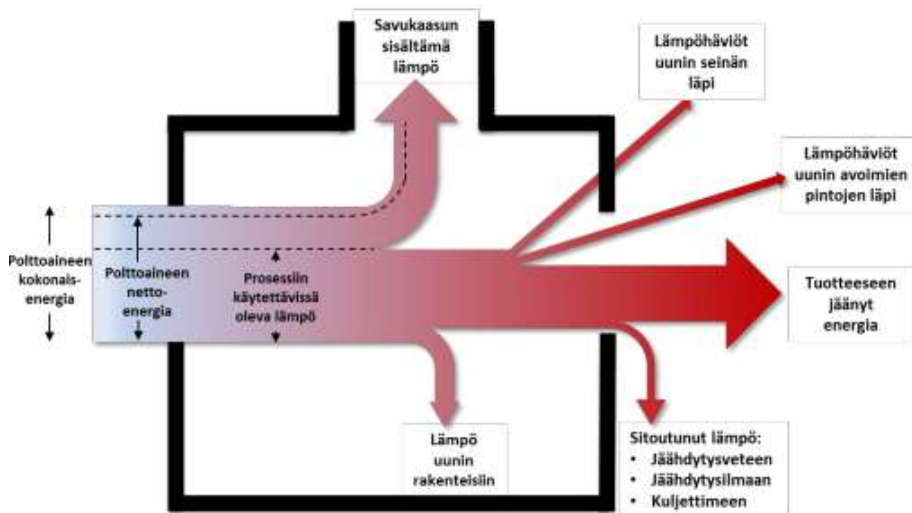 Savukaasun
sisältämä
lämpö
Lämpöhäviöt
uunin seinän
läpi
Lämpöhäviöt
uunin avoimien
pintojen läpi
Polttoaineen
kokonais-
energia
Polttoaineen
netto-
energia
Prosessiin
käytettävissä
oleva lämpö
Tuotteeseen
jäänyt
energia
Lämpö
uunin
rakenteisiin
Sitoutunut lämpö:
• Jäähdytysveteen
• Jäähdytysilmaan
• Kuljettimeen